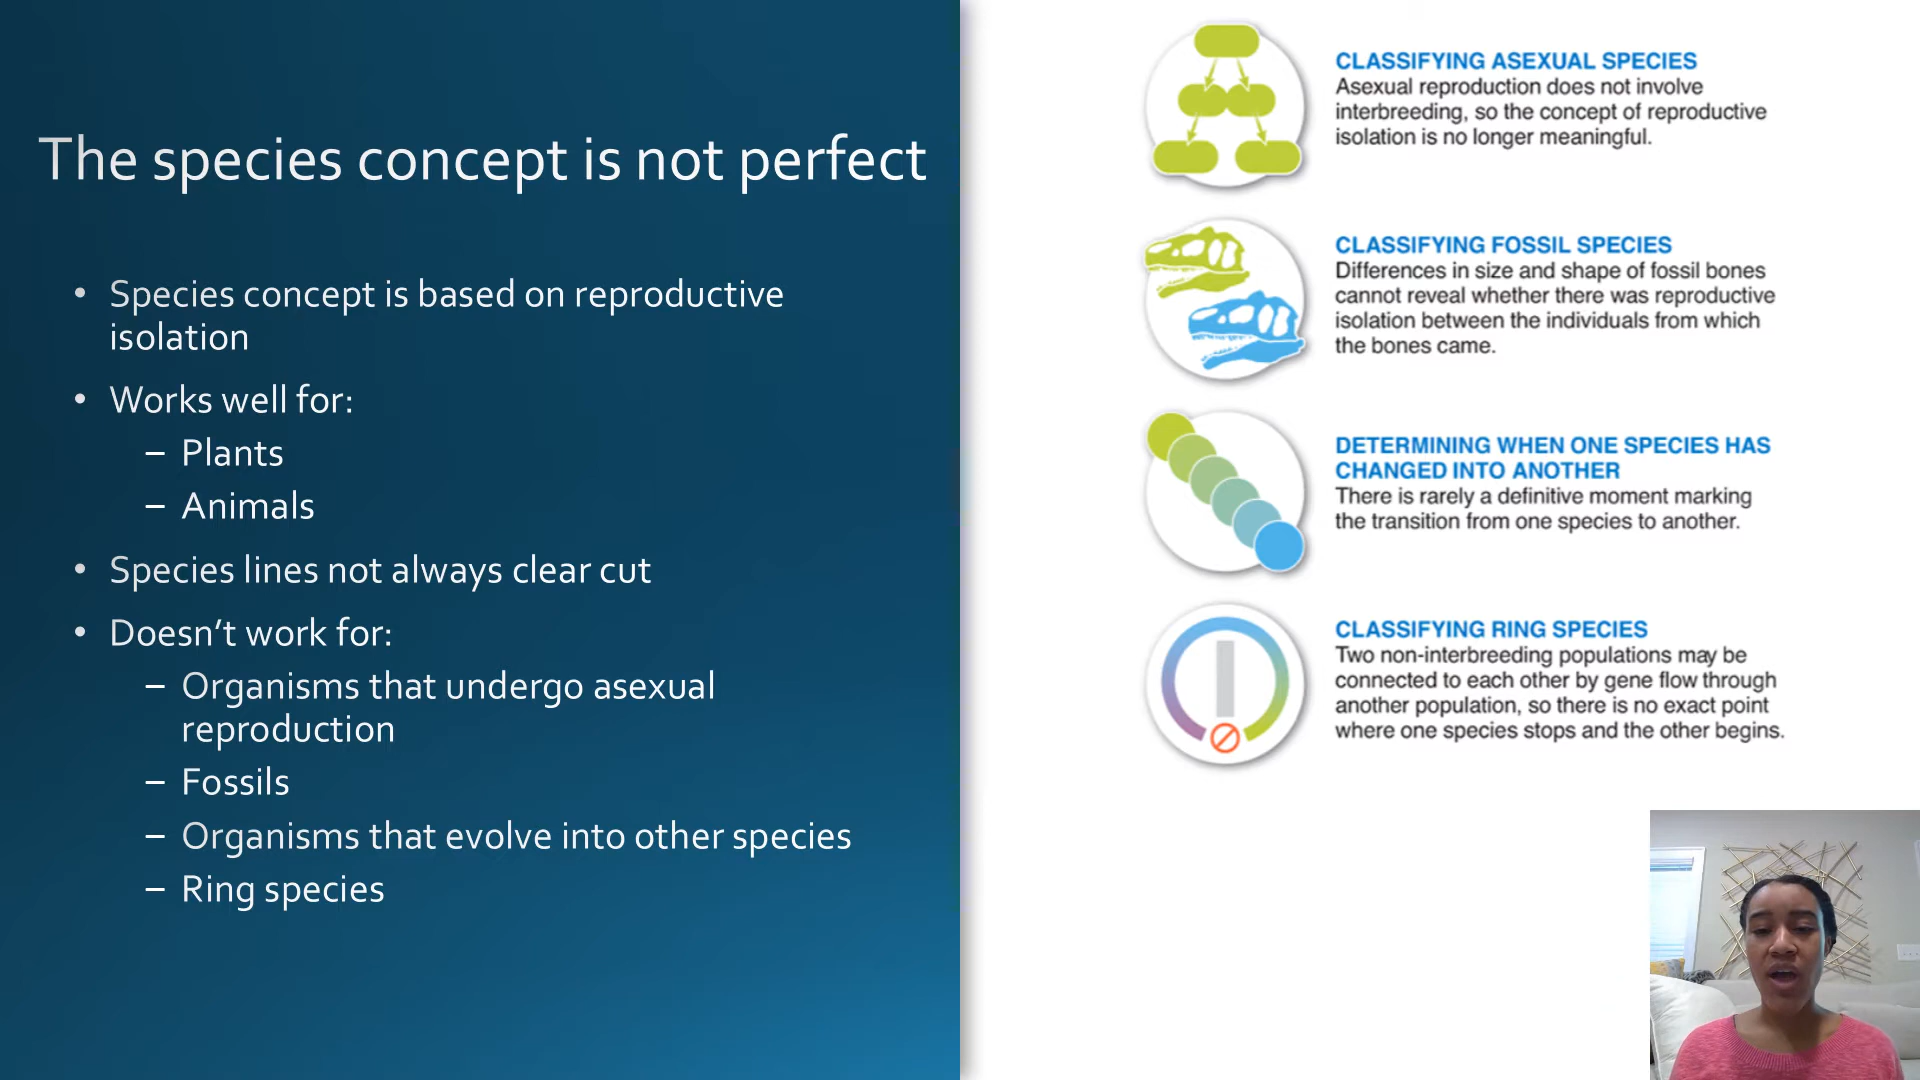 The species concept is not perfect
• Species concept is based on reproductive
isolation
• Works well for:
– Plants
– Animals
• Species lines not always clear cut
• Doesn’t work for:
– Organisms that undergo asexual
reproduction
– Fossils
– Organisms that evolve into other species
– Ring species
CLASSIFYING ASEXUAL SPECIES
Asexual reproduction does not involve
interbreeding, so the concept of reproductive
isolation is no longer meaningful.
CLASSIFYING FOSSIL SPECIES
Differences in size and shape of fossil bones
cannot reveal whether there was reproductive
isolation between the individuals from which
the bones came.
DETERMINING WHEN ONE SPECIES HAS
CHANGED INTO ANOTHER
There is rarely a definitive moment marking
the transition from one species to another.
CLASSIFYING RING SPECIES
Two non-interbreeding populations may be
connected to each other by gene flow through
another population, so there is no exact point
where one species stops and the other begins.